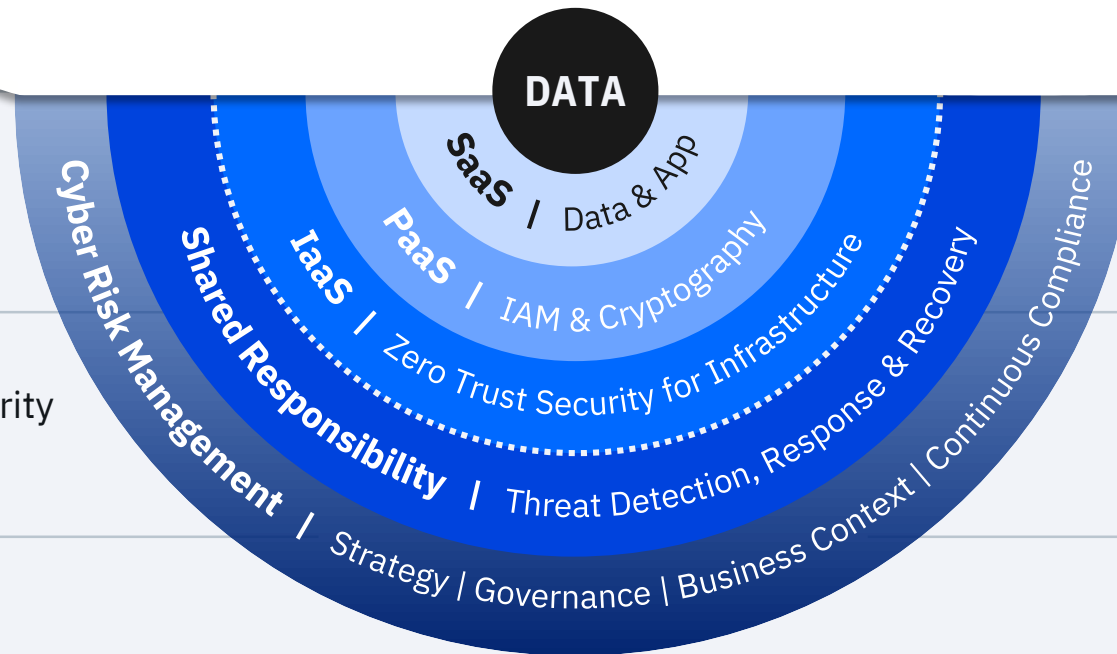 DATA
SaaS | Data & App
PaaS | IAM & Cryptography
IaaS | Zero Trust Security for Infrastructure
Shared Responsibility | Threat Detection, Response & Recovery
Cyber Risk Management | Strategy | Governance | Business Context | Continuous Compliance
rity